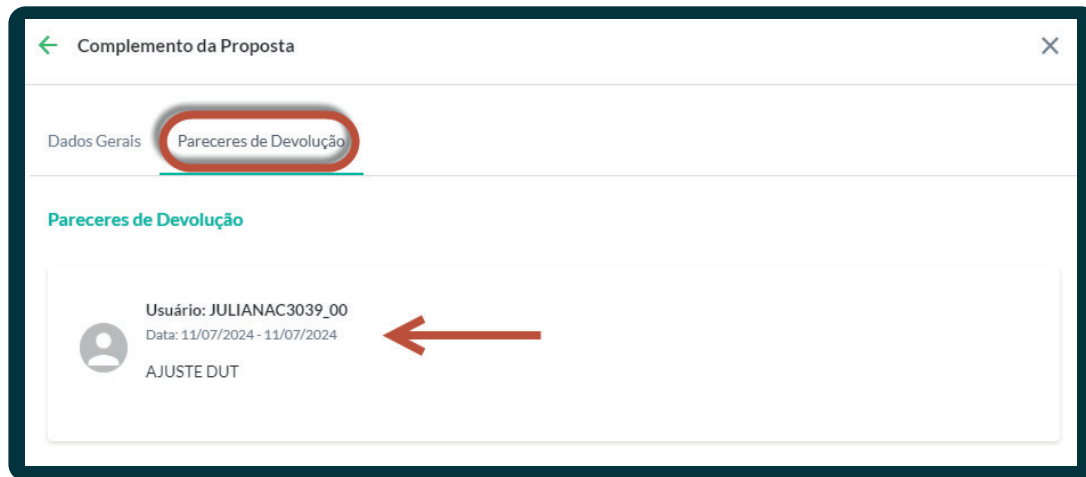 Complemento da Proposta
Dados Gerais Pareceres de Devolução
Pareceres de Devolução
Usuário: JULIANAC3039_00
Data: 11/07/2024 - 11/07/2024
AJUSTE DUT